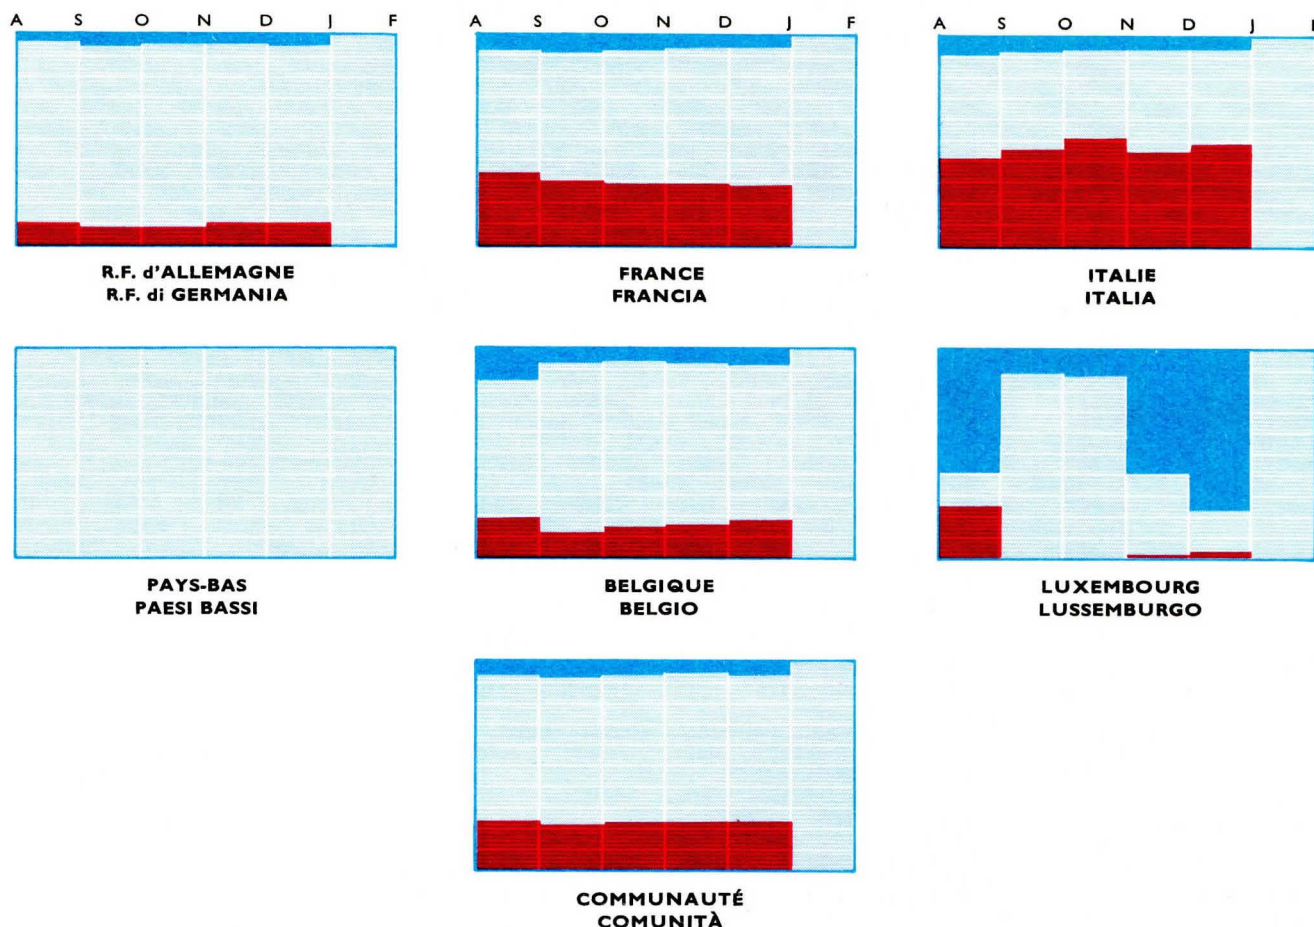 A S O N D J F
A S O N D J F
A S O N D J
R.F. d'ALLEMAGNE
R.F. di GERMANIA
FRANCE
FRANCIA
ITALIE
ITALIA
PAYS-BAS
PAESI BASSI
BELGIQUE
BELGIO
LUXEMBOURG
LUSSEMBURGO
COMMUNAUTÉ
COMUNITÀ